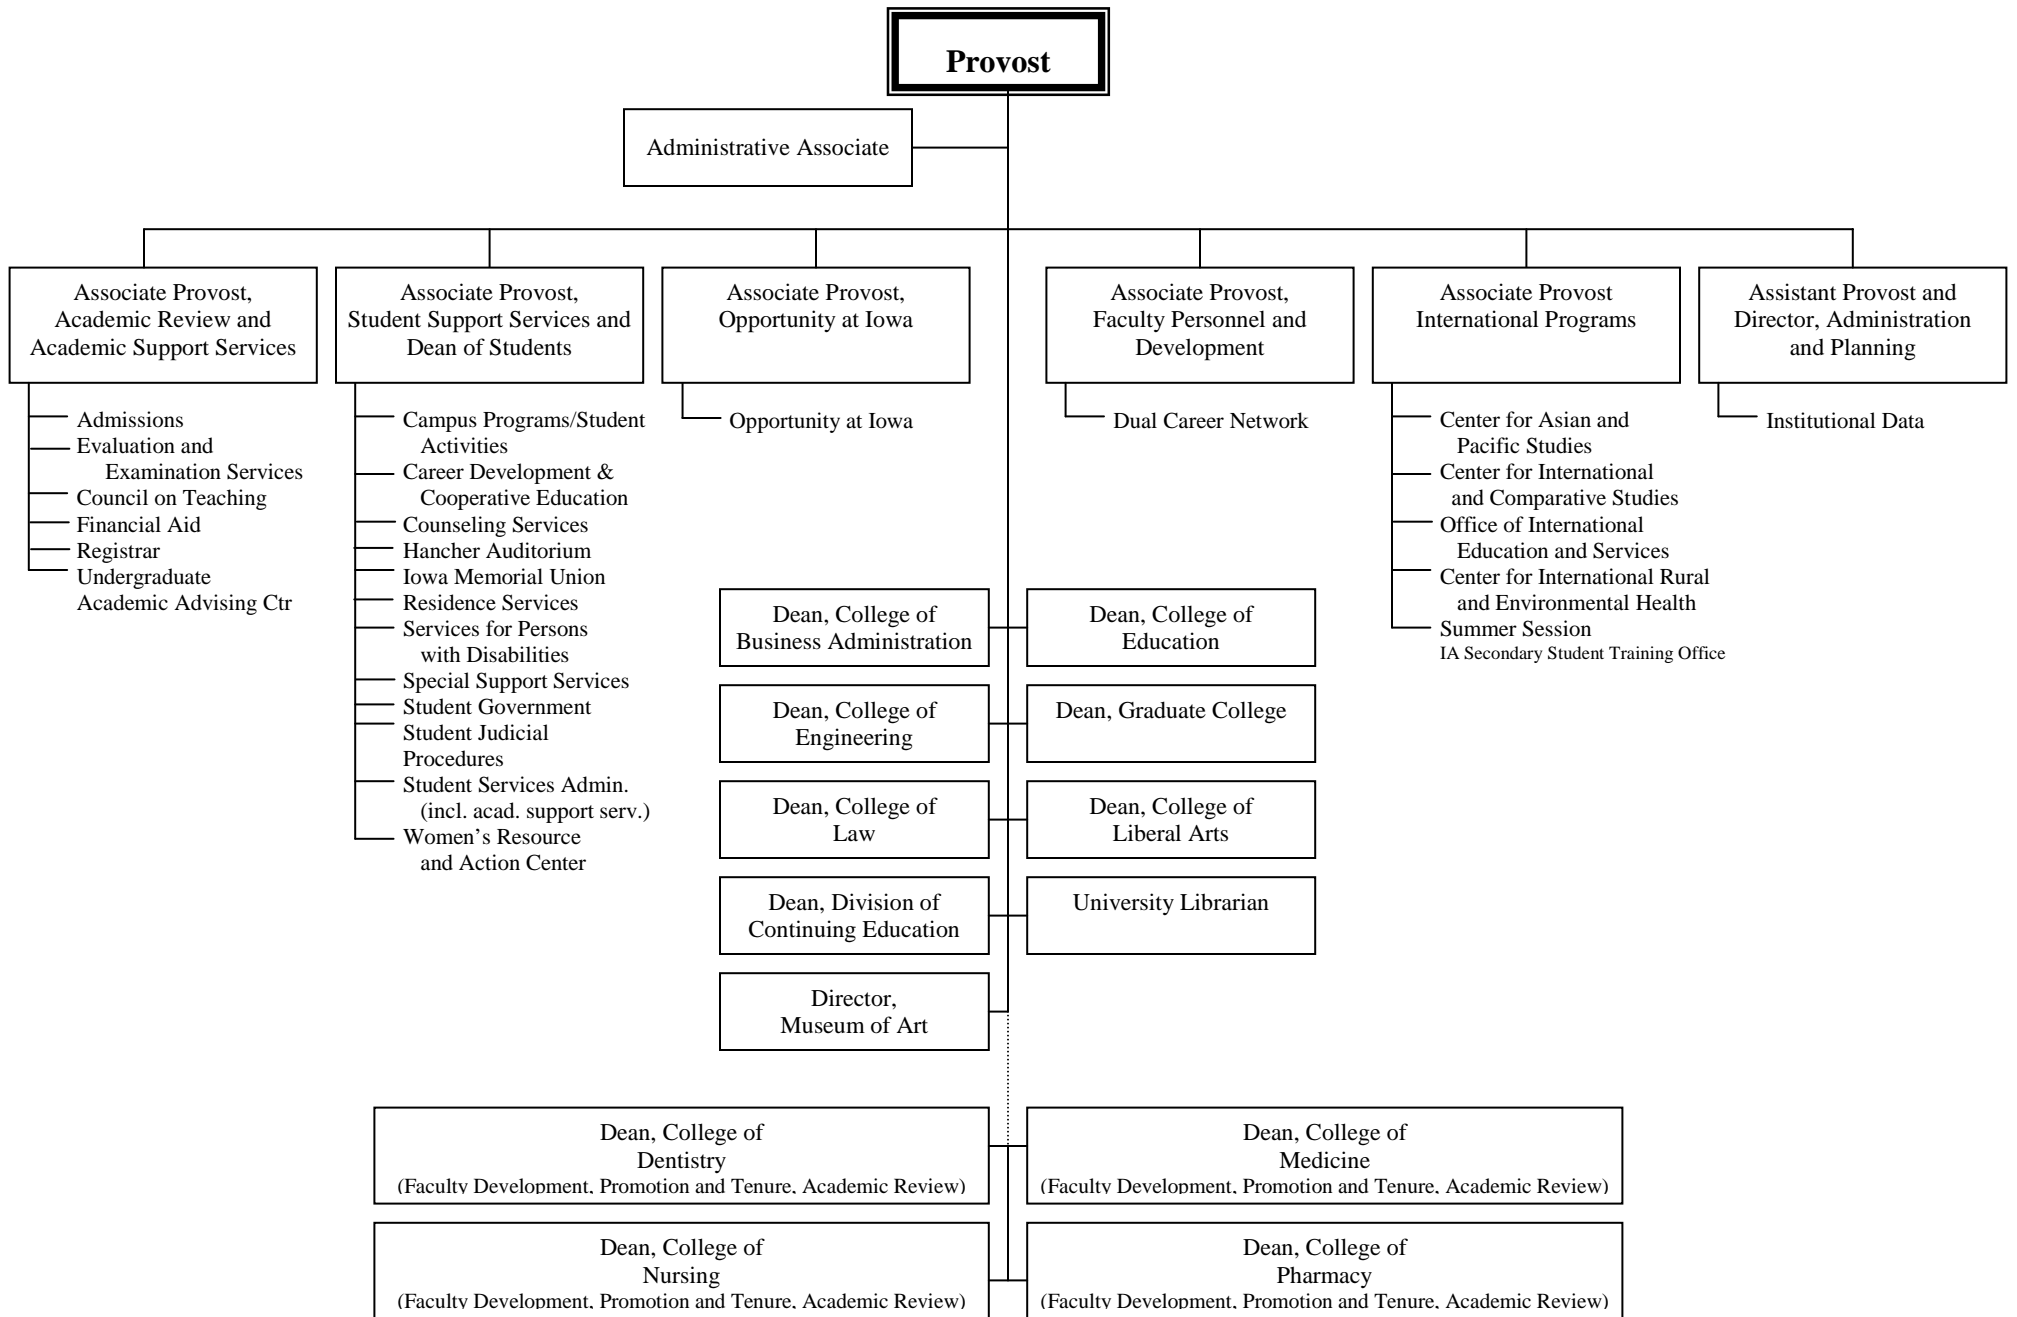 Provost
Administrative Associate
Associate Provost,
Academic Review and
Academic Support Services
Admissions
Evaluation and
Examination Services
Council on Teaching
Financial Aid
Registrar
Undergraduate
Academic Advising Ctr
Associate Provost,
Student Support Services and
Dean of Students
Campus Programs/Student
Activities
Career Development &
Cooperative Education
Counseling Services
Hancher Auditorium
Iowa Memorial Union
Residence Services
Services for Persons
with Disabilities
Special Support Services
Student Government
Student Judicial
Procedures
Student Services Admin.
(incl. acad. support serv.)
Women’s Resource
and Action Center
Associate Provost,
Opportunity at Iowa
Opportunity at Iowa
Associate Provost,
Faculty Personnel and
Development
Dual Career Network
Associate Provost
International Programs
Center for Asian and
Pacific Studies
Center for International
and Comparative Studies
Office of International
Education and Services
Center for International Rural
and Environmental Health
Summer Session
IA Secondary Student Training Office
Assistant Provost and
Director, Administration
and Planning
Institutional Data
Dean, College of
Business Administration
Dean, College of
Education
Dean, College of
Engineering
Dean, Graduate College
Dean, College of
Law
Dean, College of
Liberal Arts
Dean, Division of
Continuing Education
University Librarian
Director,
Museum of Art
Dean, College of
Dentistry
(Faculty Development, Promotion and Tenure, Academic Review)
Dean, College of
Medicine
(Faculty Development, Promotion and Tenure, Academic Review)
Dean, College of
Nursing
(Faculty Development, Promotion and Tenure, Academic Review)
Dean, College of
Pharmacy
(Faculty Development, Promotion and Tenure, Academic Review)